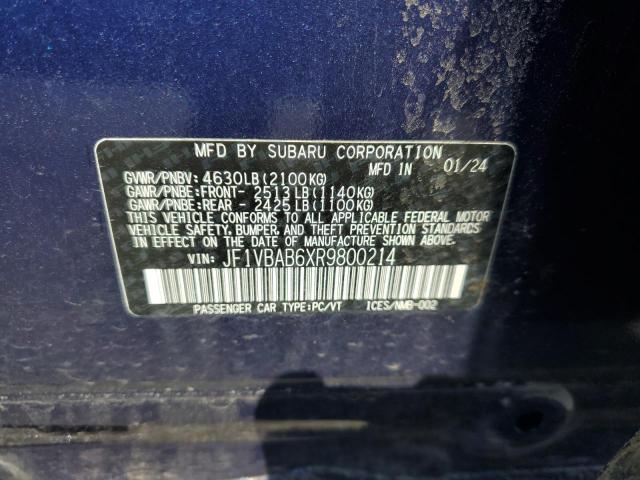 MFD BY SUBARU CORPORATION
GVWR/PNBV: 4630LB(2100KG) MFD IN 01/24
GAWR/PNBE:FRONT- 2513LB(1140KG)
GAWR/PNBE:REAR - 2425LB(1100KG)
THIS VEHICLE CONFORMS TO ALL APPLICABLE FEDERAL MOTOR
VEHICLE SAFETY, BUMPER, AND THEFT PREVENTION STANDARDS
IN EFFECT ON THE DATE OF MANUFACTURE SHOWN ABOVE.
VIN: JF1VBAB6XR9800214
PASSENGER CAR TYPE:PC/VT ICES/NMB-002